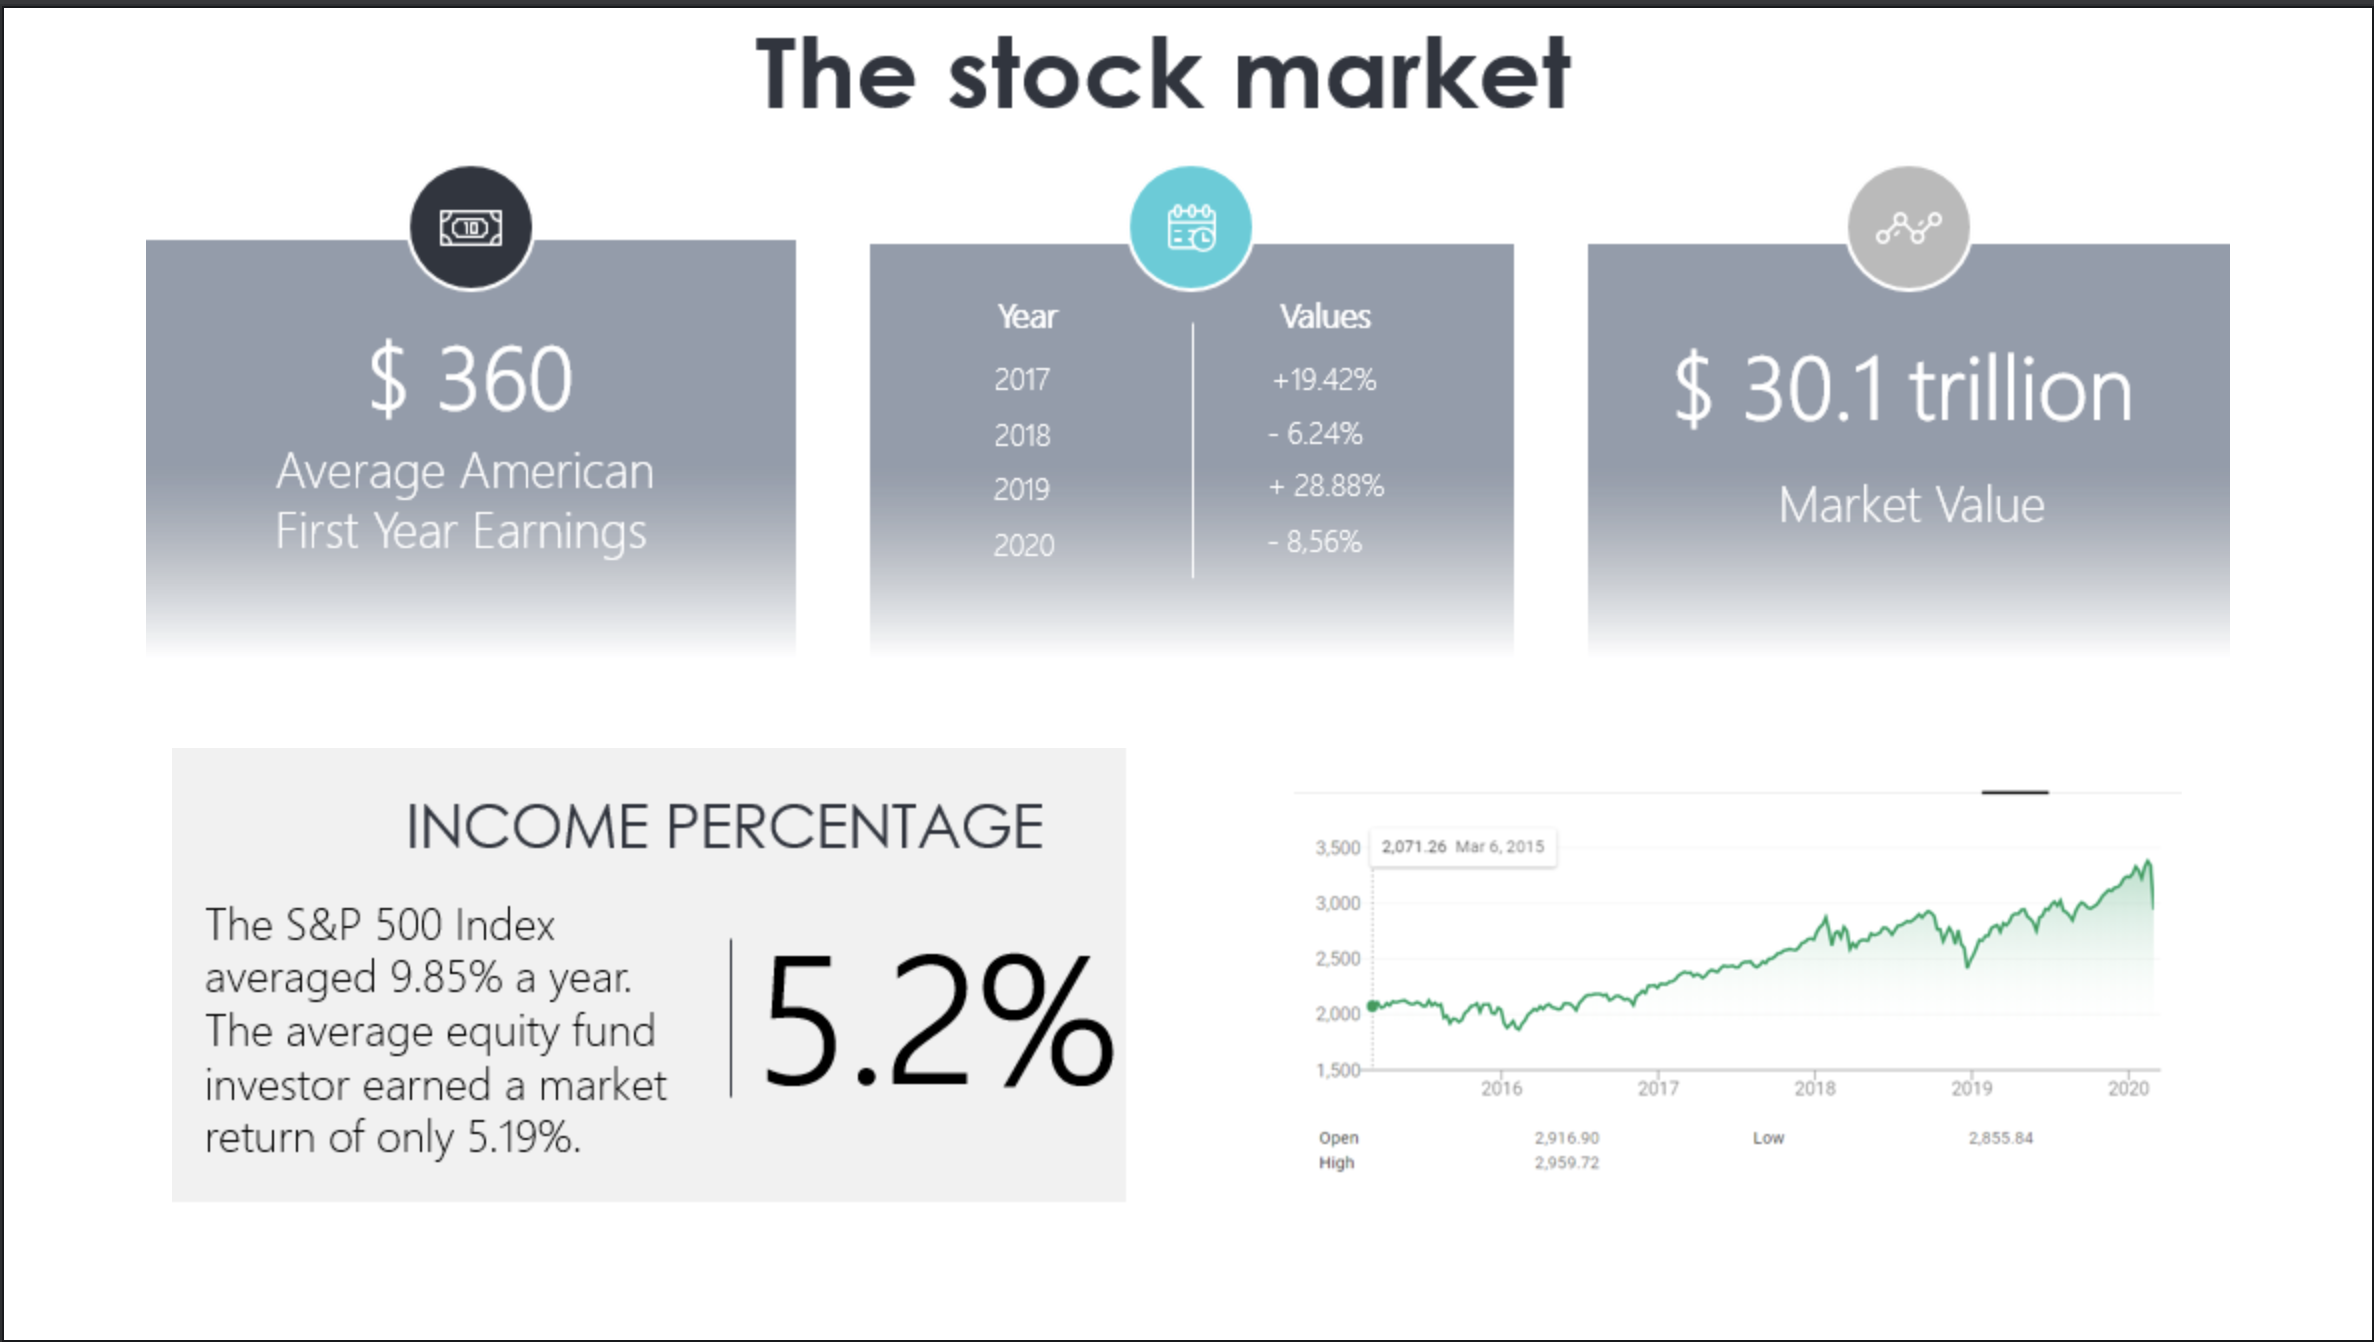 The stock market
10
$ 360
Average American
First Year Earnings
Year Values
2017 +19.42%
2018 - 6.24%
2019 + 28.88%
2020 - 8,56%
$ 30.1 trillion
Market Value
INCOME PERCENTAGE
The S&P 500 Index
averaged 9.85% a year.
The average equity fund
investor earned a market
return of only 5.19%.
5.2%
2,071.26 Mar 6, 2015
3,500
3,000
2,500
2,000
1,500
2016 2017 2018 2019 2020
Open 2,916.90 Low 2,855.84
High 2,959.72